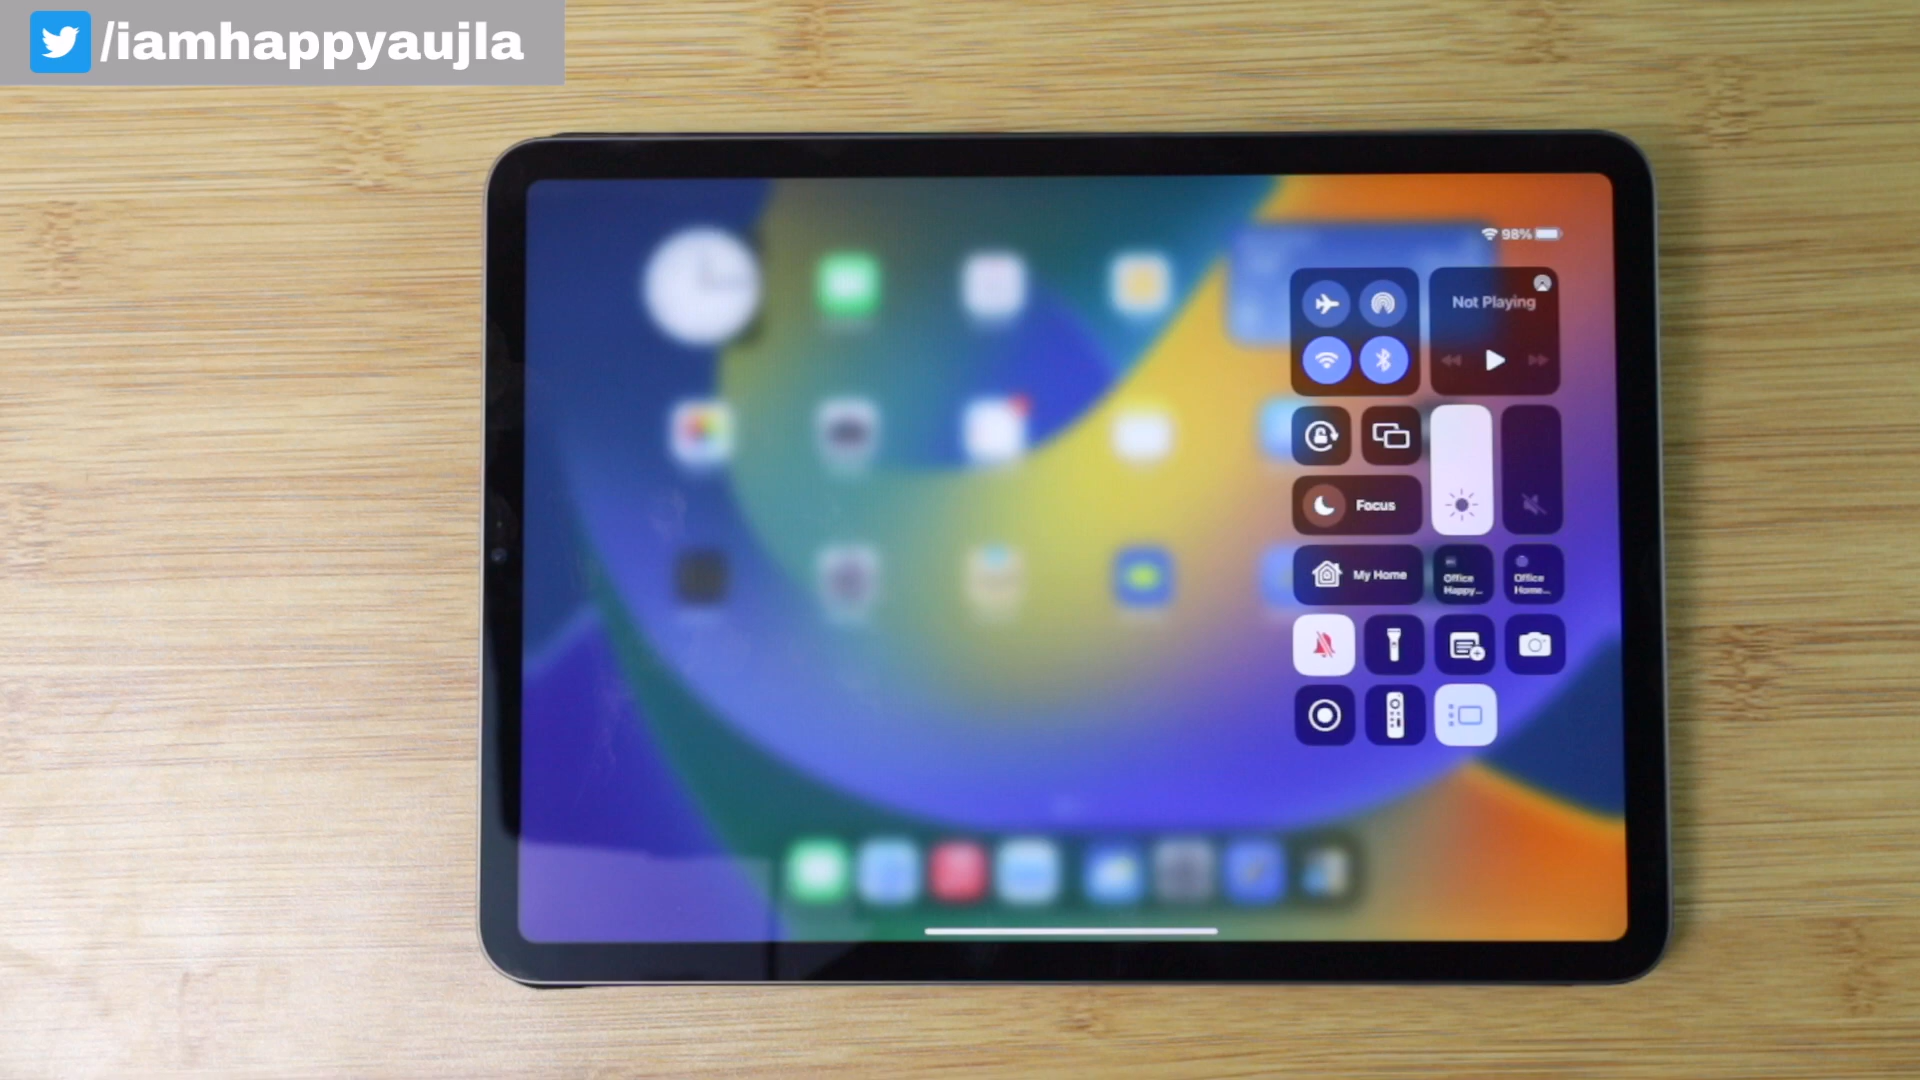 /iamhappyaujla
98%
Not Playing
Focus
My Home
Office
Happy...
Office
Home...